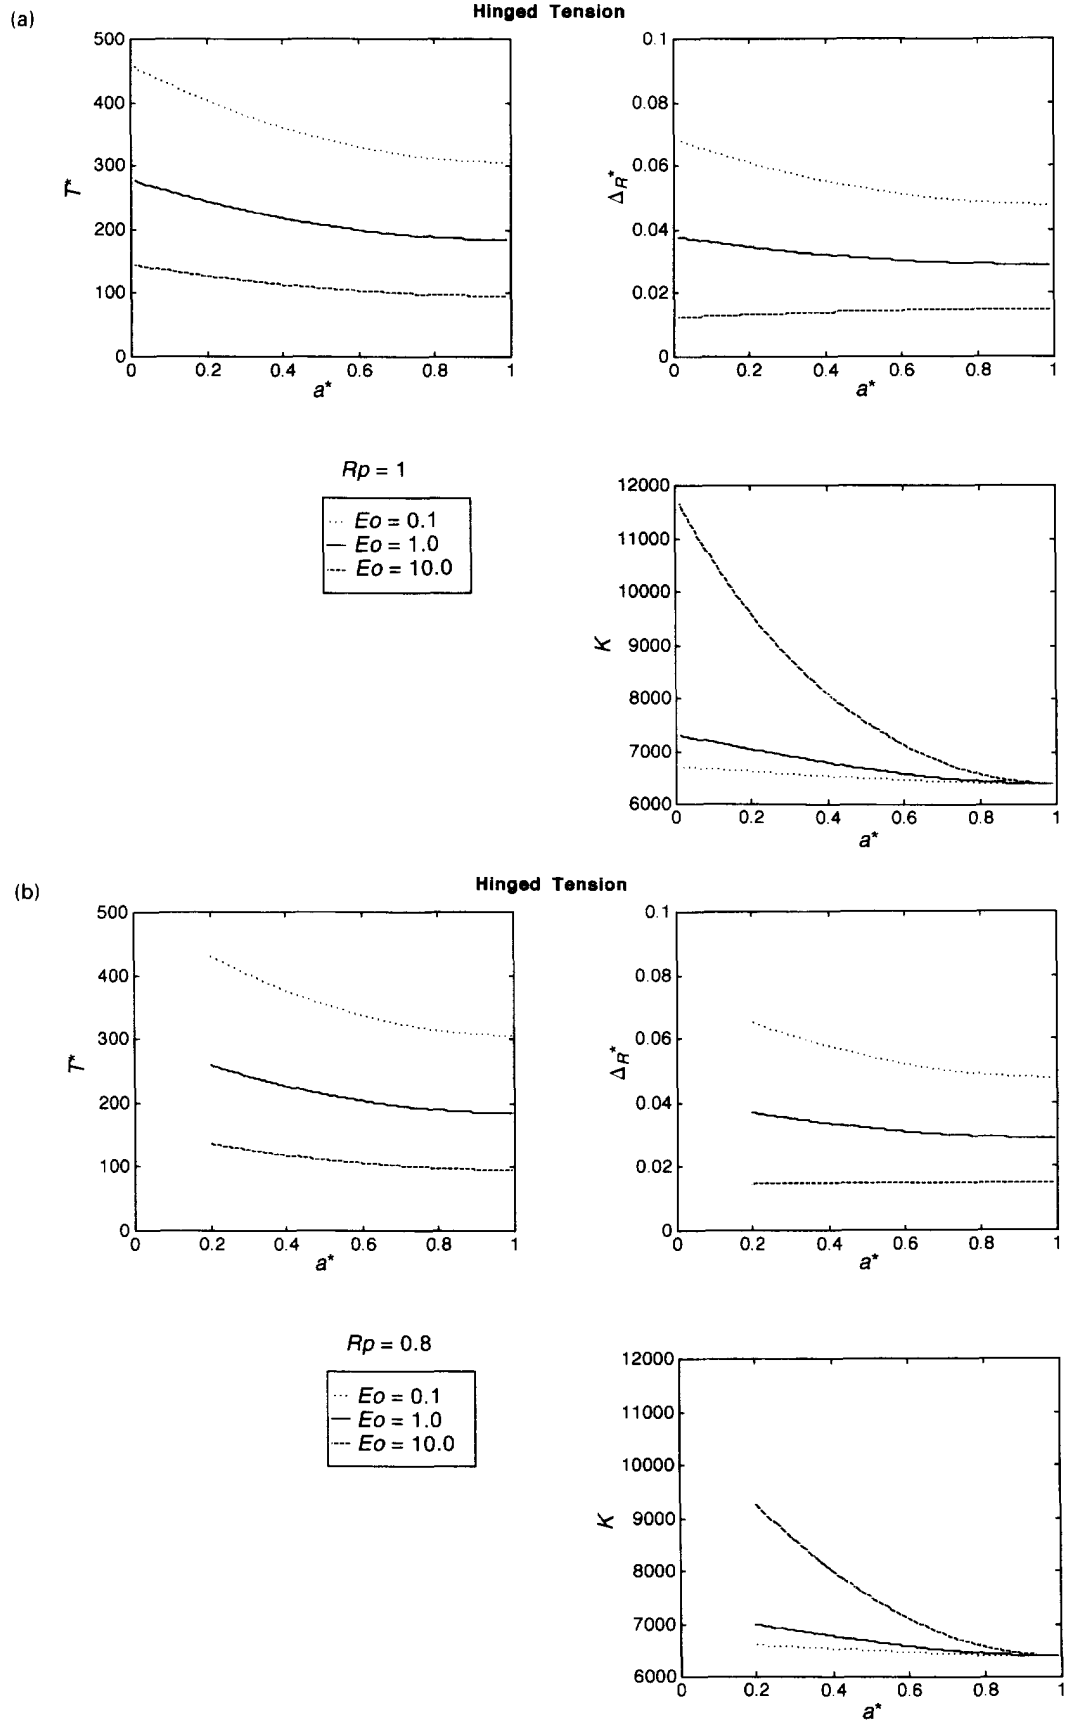 (a)
Hinged Tension
500
400
300
200
100
0
T*
0 0.2 0.4 0.6 0.8 1
a*
0.1
0.08
0.06
0.04
0.02
0
Δ_R*
0 0.2 0.4 0.6 0.8 1
a*
Rp = 1
Eo = 0.1
Eo = 1.0
Eo = 10.0
12000
11000
10000
9000
8000
7000
6000
K
0 0.2 0.4 0.6 0.8 1
a*
(b)
Hinged Tension
500
400
300
200
100
0
T*
0 0.2 0.4 0.6 0.8 1
a*
0.1
0.08
0.06
0.04
0.02
0
Δ_R*
0 0.2 0.4 0.6 0.8 1
a*
Rp = 0.8
Eo = 0.1
Eo = 1.0
Eo = 10.0
12000
11000
10000
9000
8000
7000
6000
K
0 0.2 0.4 0.6 0.8 1
a*